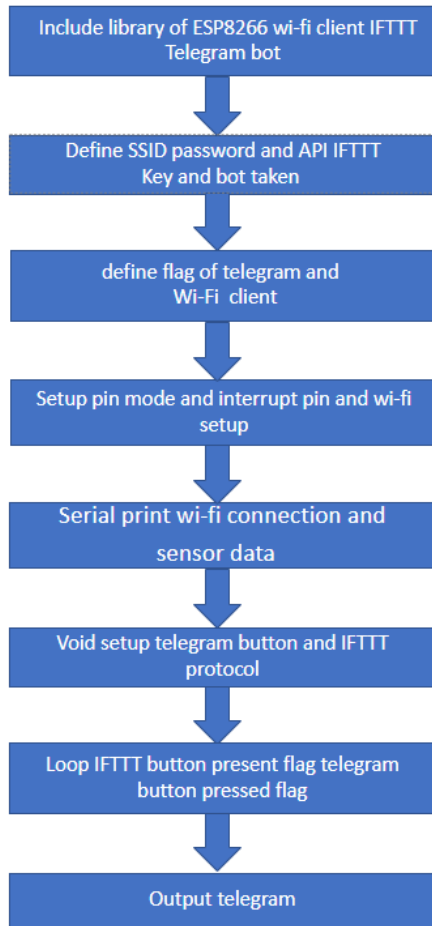 Include library of ESP8266 wi-fi client IFTTT
Telegram bot
Define SSID password and API IFTTT
Key and bot taken
define flag of telegram and
Wi-Fi client
Setup pin mode and interrupt pin and wi-fi
setup
Serial print wi-fi connection and
sensor data
Void setup telegram button and IFTTT
protocol
Loop IFTTT button present flag telegram
button pressed flag
Output telegram